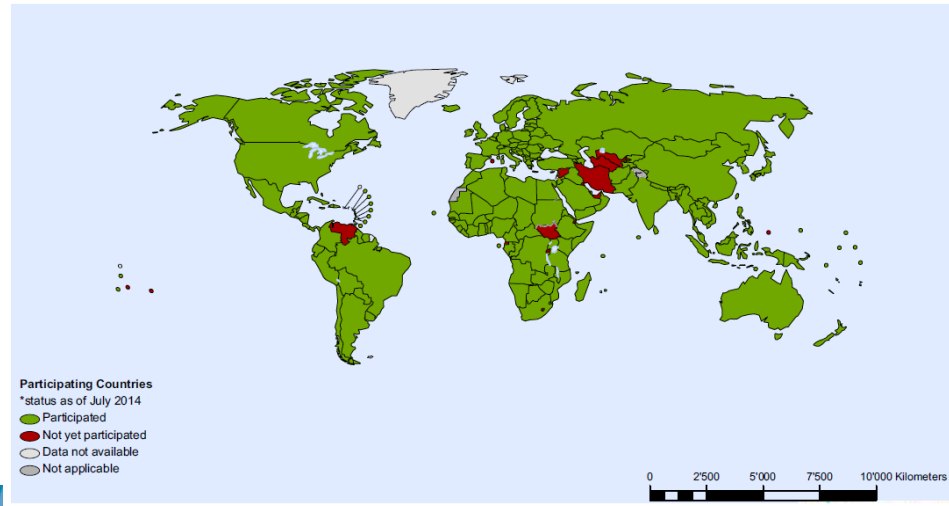 Participating Countries
*status as of July 2014
Participated
Not yet participated
Data not available
Not applicable
0 2'500 5'000 7'500 10'000 Kilometers